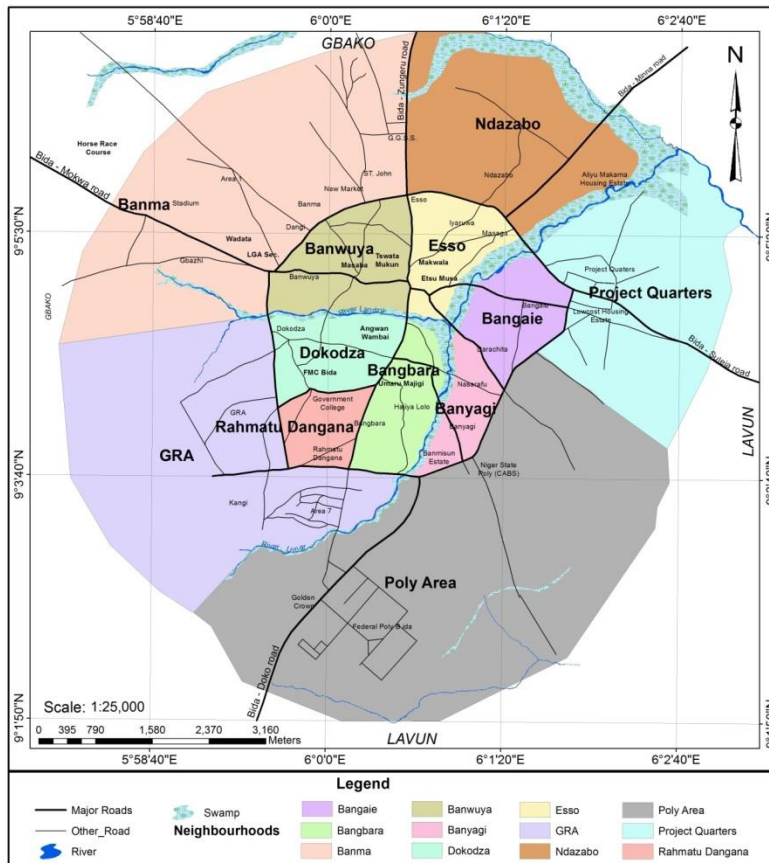 5°58'40"E
6°0'0"E
6°1'20"E
6°2'40"E
GBAKO
N
Bida - Zungeru road
Bida - Minna road
G.G.S.S.
Ndazabo
Horse Race
Course
ST. John
Area 1
Ndazabo
Aliyu Makama
Housing Estate
New Market
Bida - Mokwa road
Banma
Stadium
Banma
Esso
Iyaruwa
Dangi
Masaga
9°5'30"N
Wadata
Banwuya
Esso
LGA Sec.
Tswata
Mukun
Makwala
Masaba
Gbazhi
Etsu Musa
Project Quaters
Banwuya
Project Quarters
GBAKO
Bangaie
Lowcost Housing
Estate
River Landzu
Bangaie
Dokodza
Angwan
Wambai
Bida - Suleja road
Dokodza
Barachita
FMC Bida
Bangbara
Umaru Majigi
Nasarafu
Government
College
GRA
Hajiya Lolo
Banyagi
LAVUN
Rahmatu
Dangana
Bangbara
Banyagi
GRA
Rahmatu
Dangana
Banmisun
Estate
9°3'40"N
Niger State
Poly (CABS)
Kangi
Area 7
Poly Area
Golden
Crown
Federal Poly Bida
Bida - Doko road
Scale: 1:25,000
9°1'50"N
0 395 790 1,580 2,370 3,160
Meters
LAVUN
5°58'40"E
6°0'0"E
6°1'20"E
6°2'40"E
Legend
Major Roads
Other_Road
River
Swamp
Neighbourhoods
Bangaie
Bangbara
Banma
Banwuya
Banyagi
Dokodza
Esso
GRA
Ndazabo
Poly Area
Project Quarters
Rahmatu Dangana